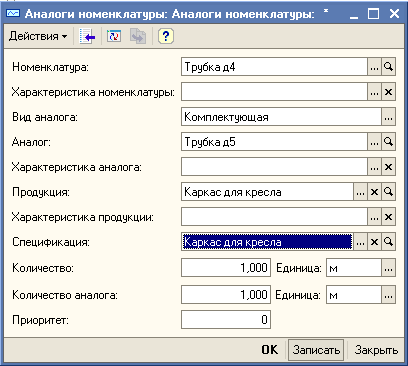 Аналоги номенклатуры: Аналоги номенклатуры: *
Действия
Номенклатура: Трубка д4
Характеристика номенклатуры:
Вид аналога: Комплектующая
Аналог: Трубка д5
Характеристика аналога:
Продукция: Каркас для кресла
Характеристика продукции:
Спецификация: Каркас для кресла
Количество: 1,000 Единица: м
Количество аналога: 1,000 Единица: м
Приоритет: 0
OK Записать Закрыть